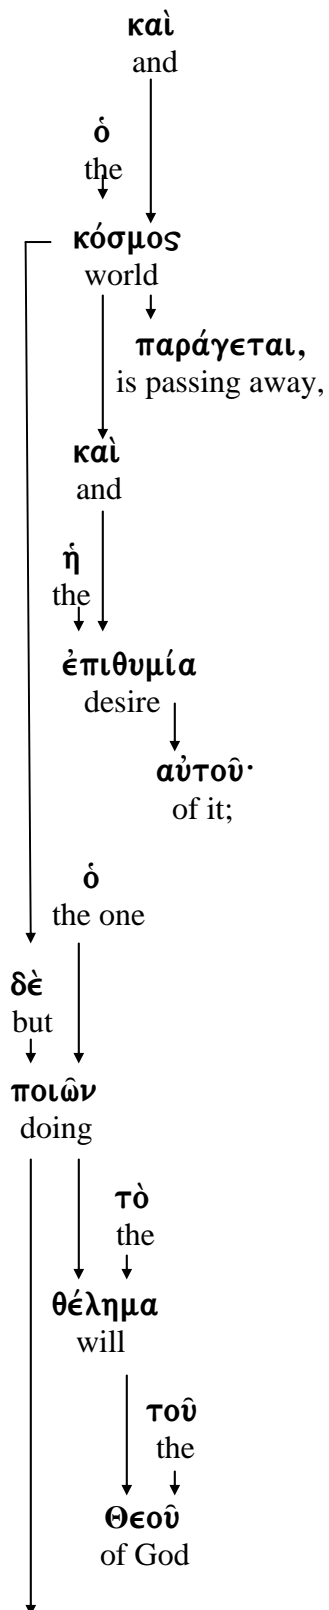 καὶ
and
ὁ
the
κόσμος
world
παράγεται,
is passing away,
καὶ
and
ἡ
the
ἐπιθυμία
desire
αὐτοῦ·
of it;
ὁ
the one
δὲ
but
ποιῶν
doing
τὸ
the
θέλημα
will
τοῦ
the
Θεοῦ
of God